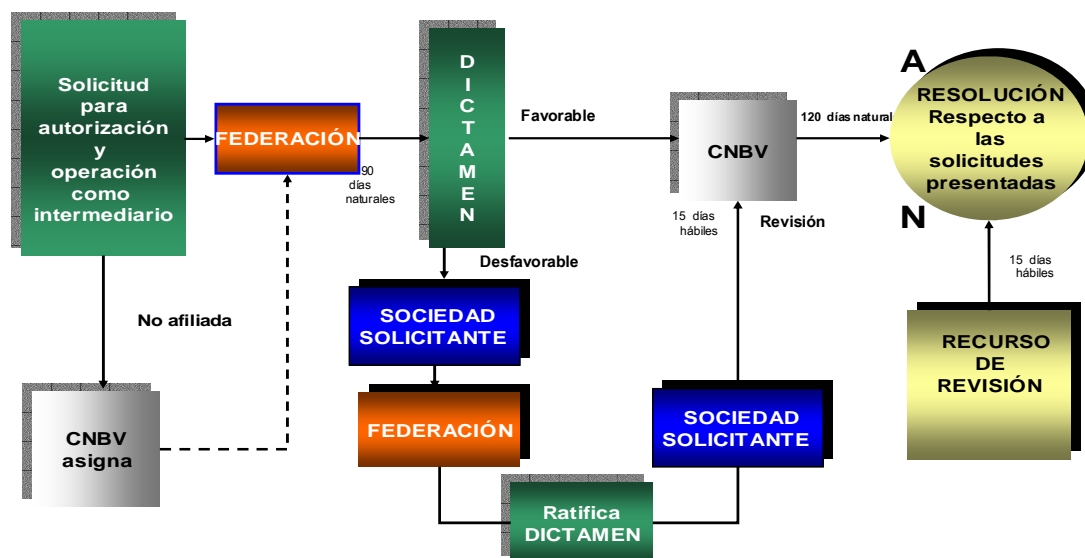 Solicitud
para
autorización
y
operación
como
intermediario
FEDERACIÓN
90
días
naturales
D
I
C
T
A
M
E
N
Favorable
CNBV
120 días natural
A
RESOLUCIÓN
Respecto a
las
solicitudes
presentadas
N
15 días
hábiles
Revisión
15 días
hábiles
Desfavorable
No afiliada
SOCIEDAD
SOLICITANTE
RECURSO
DE
REVISIÓN
CNBV
asigna
FEDERACIÓN
SOCIEDAD
SOLICITANTE
Ratifica
DICTAMEN